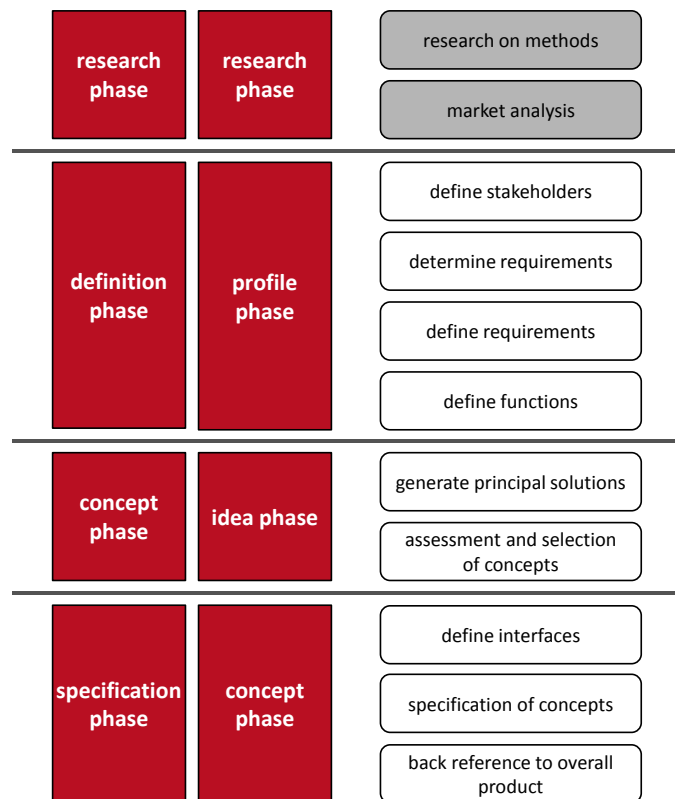 research
phase
research
phase
research on methods
market analysis
definition
phase
profile
phase
define stakeholders
determine requirements
define requirements
define functions
concept
phase
idea phase
generate principal solutions
assessment and selection
of concepts
specification
phase
concept
phase
define interfaces
specification of concepts
back reference to overall
product